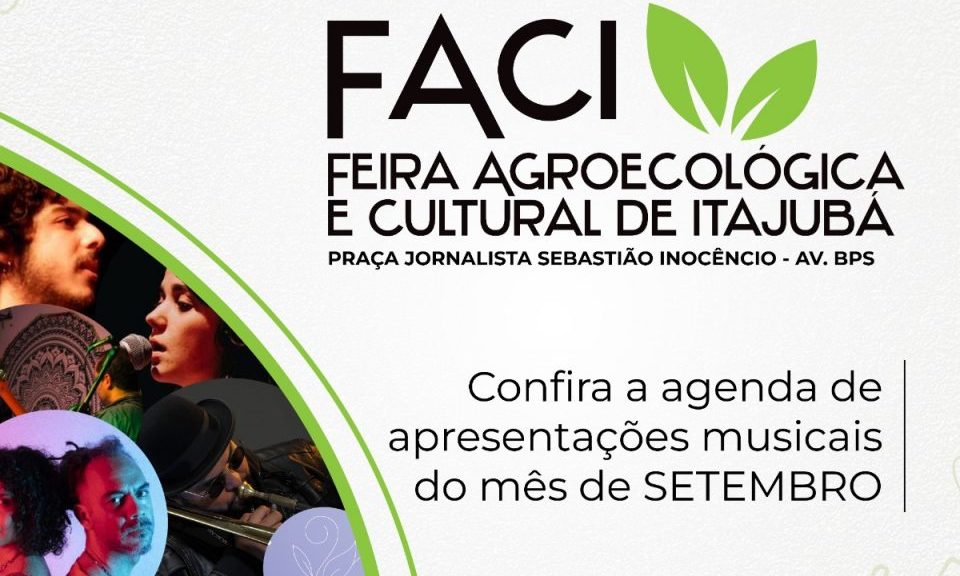 FACI
FEIRA AGROECOLÓGICA
E CULTURAL DE ITAJUBÁ
PRAÇA JORNALISTA SEBASTIÃO INOCÊNCIO - AV. BPS
Confira a agenda de
apresentações musicais
do mês de SETEMBRO